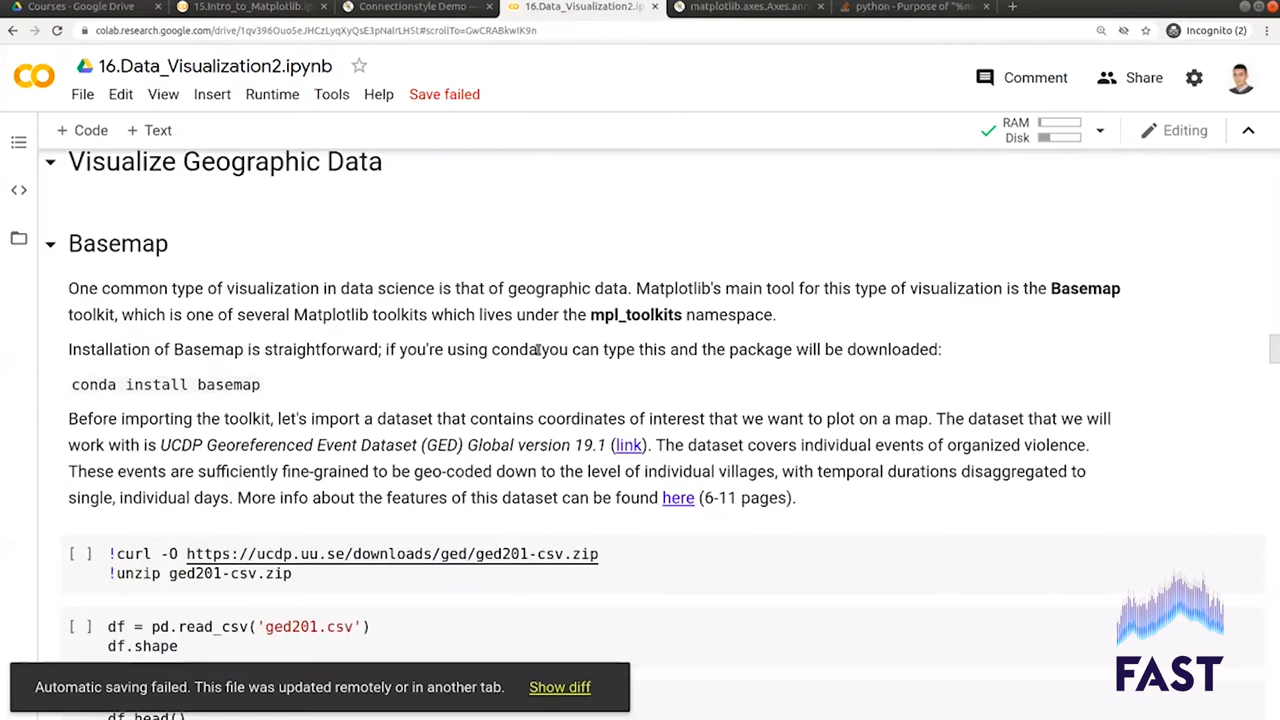 Courses - Google Drive
15.Intro_to_Matplotlib.ip
Connectionstyle Demo —
16.Data_Visualization2.ip
matplotlib.axes.Axes.an
python - Purpose of "%m
colab.research.google.com/drive/1qv396Ouo5eJHCzLyqXyQsE3pNaIrLH5t#scrollTo=GwCRABkwIK9n
Incognito (2)
CO
16.Data_Visualization2.ipynb
Comment
Share
File Edit View Insert Runtime Tools Help Save failed
+ Code + Text
RAM
Disk
Editing
Visualize Geographic Data
Basemap
One common type of visualization in data science is that of geographic data. Matplotlib's main tool for this type of visualization is the Basemap
toolkit, which is one of several Matplotlib toolkits which lives under the mpl_toolkits namespace.
Installation of Basemap is straightforward; if you're using conda you can type this and the package will be downloaded:
conda install basemap
Before importing the toolkit, let's import a dataset that contains coordinates of interest that we want to plot on a map. The dataset that we will
work with is UCDP Georeferenced Event Dataset (GED) Global version 19.1 (link). The dataset covers individual events of organized violence.
These events are sufficiently fine-grained to be geo-coded down to the level of individual villages, with temporal durations disaggregated to
single, individual days. More info about the features of this dataset can be found here (6-11 pages).
[ ] !curl -O https://ucdp.uu.se/downloads/ged/ged201-csv.zip
!unzip ged201-csv.zip
[ ] df = pd.read_csv('ged201.csv')
df.shape
df.head()
Automatic saving failed. This file was updated remotely or in another tab. Show diff
FAST